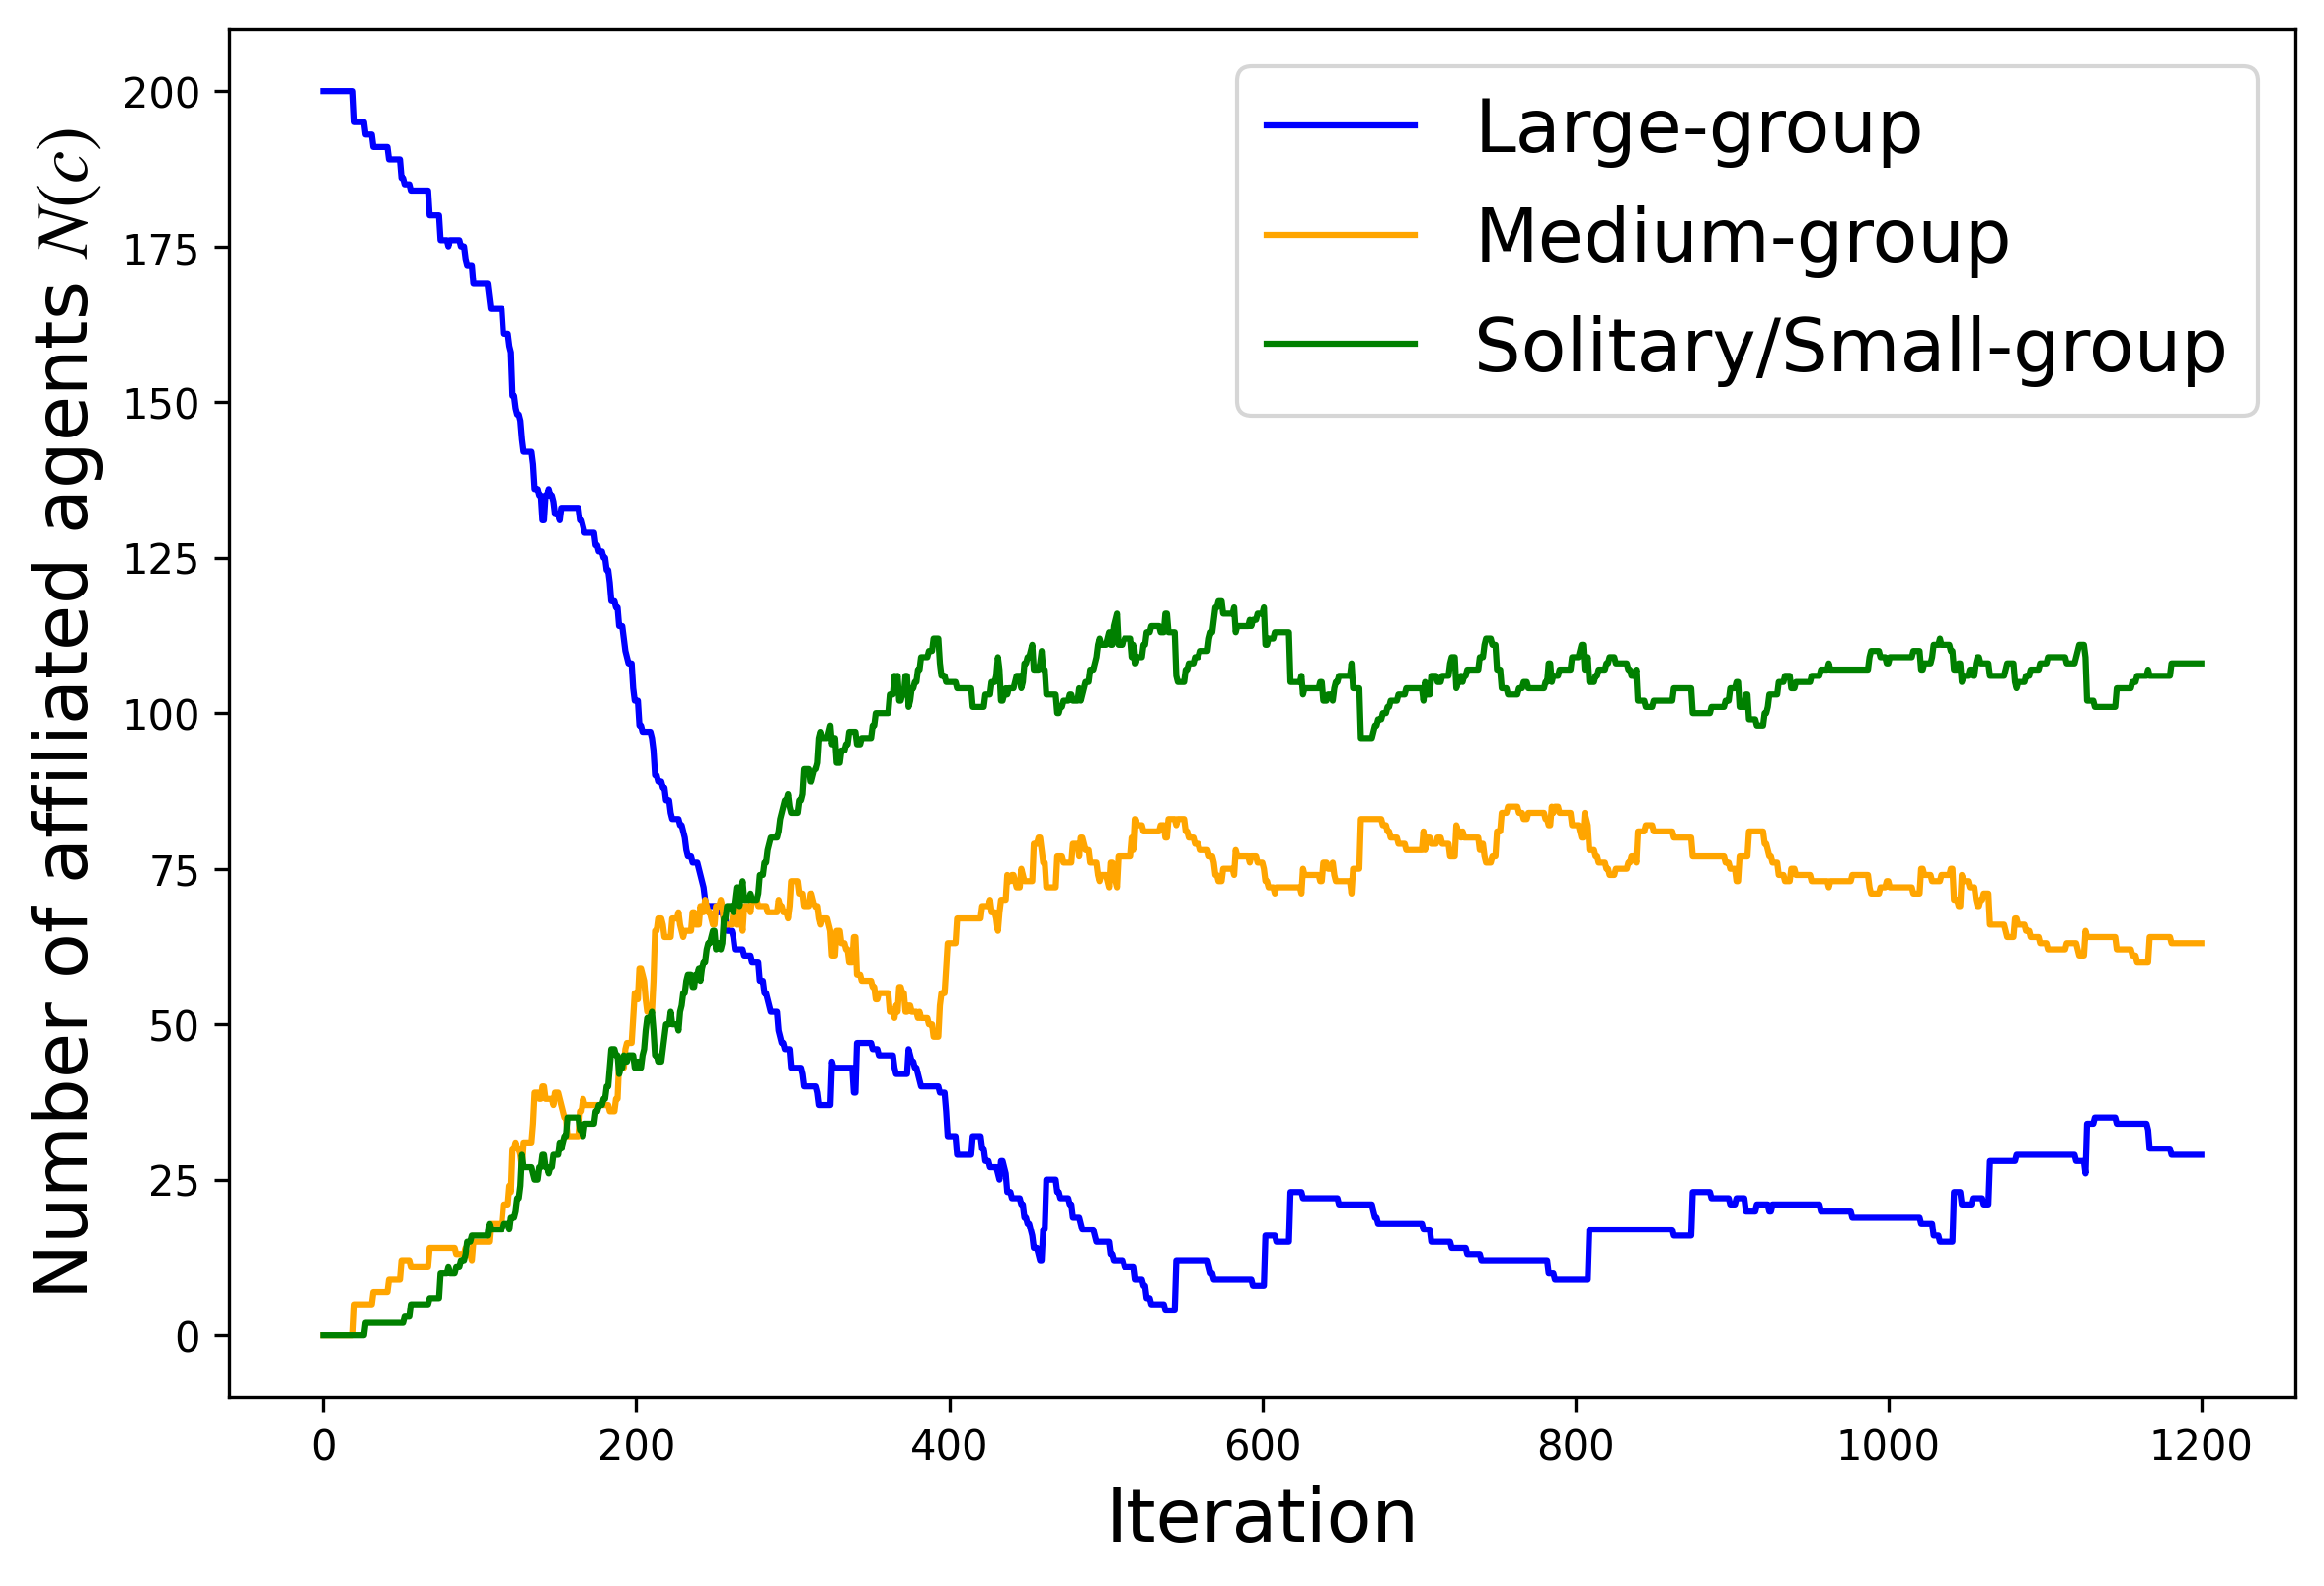 Number of affiliated agents N(c)
200
175
150
125
100
75
50
25
0
Large-group
Medium-group
Solitary/Small-group
0 200 400 600 800 1000 1200
Iteration